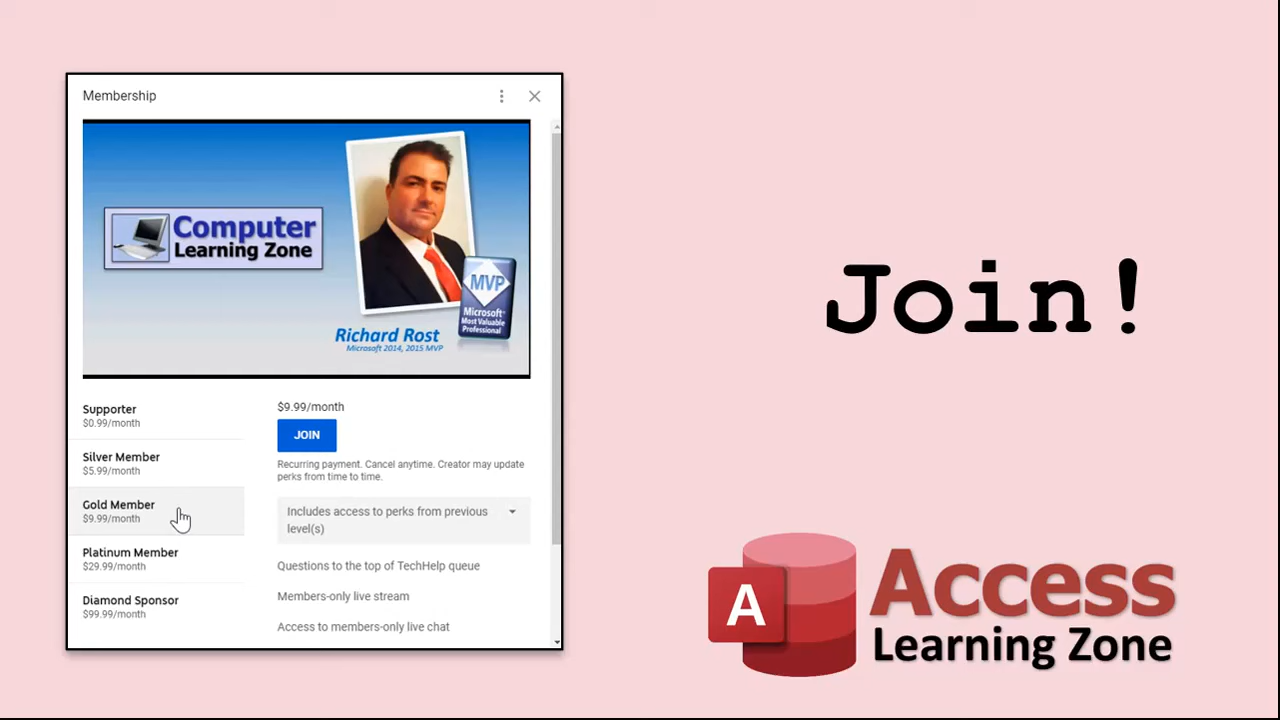 Membership
Computer
Learning Zone
MVP
Microsoft®
Most Valuable
Professional
Richard Rost
Microsoft 2014, 2015 MVP
Supporter
$0.99/month
Silver Member
$5.99/month
Gold Member
$9.99/month
Platinum Member
$29.99/month
Diamond Sponsor
$99.99/month
$9.99/month
JOIN
Recurring payment. Cancel anytime. Creator may update
perks from time to time.
Includes access to perks from previous
level(s)
Questions to the top of TechHelp queue
Members-only live stream
Access to members-only live chat
Join!
A
Access
Learning Zone